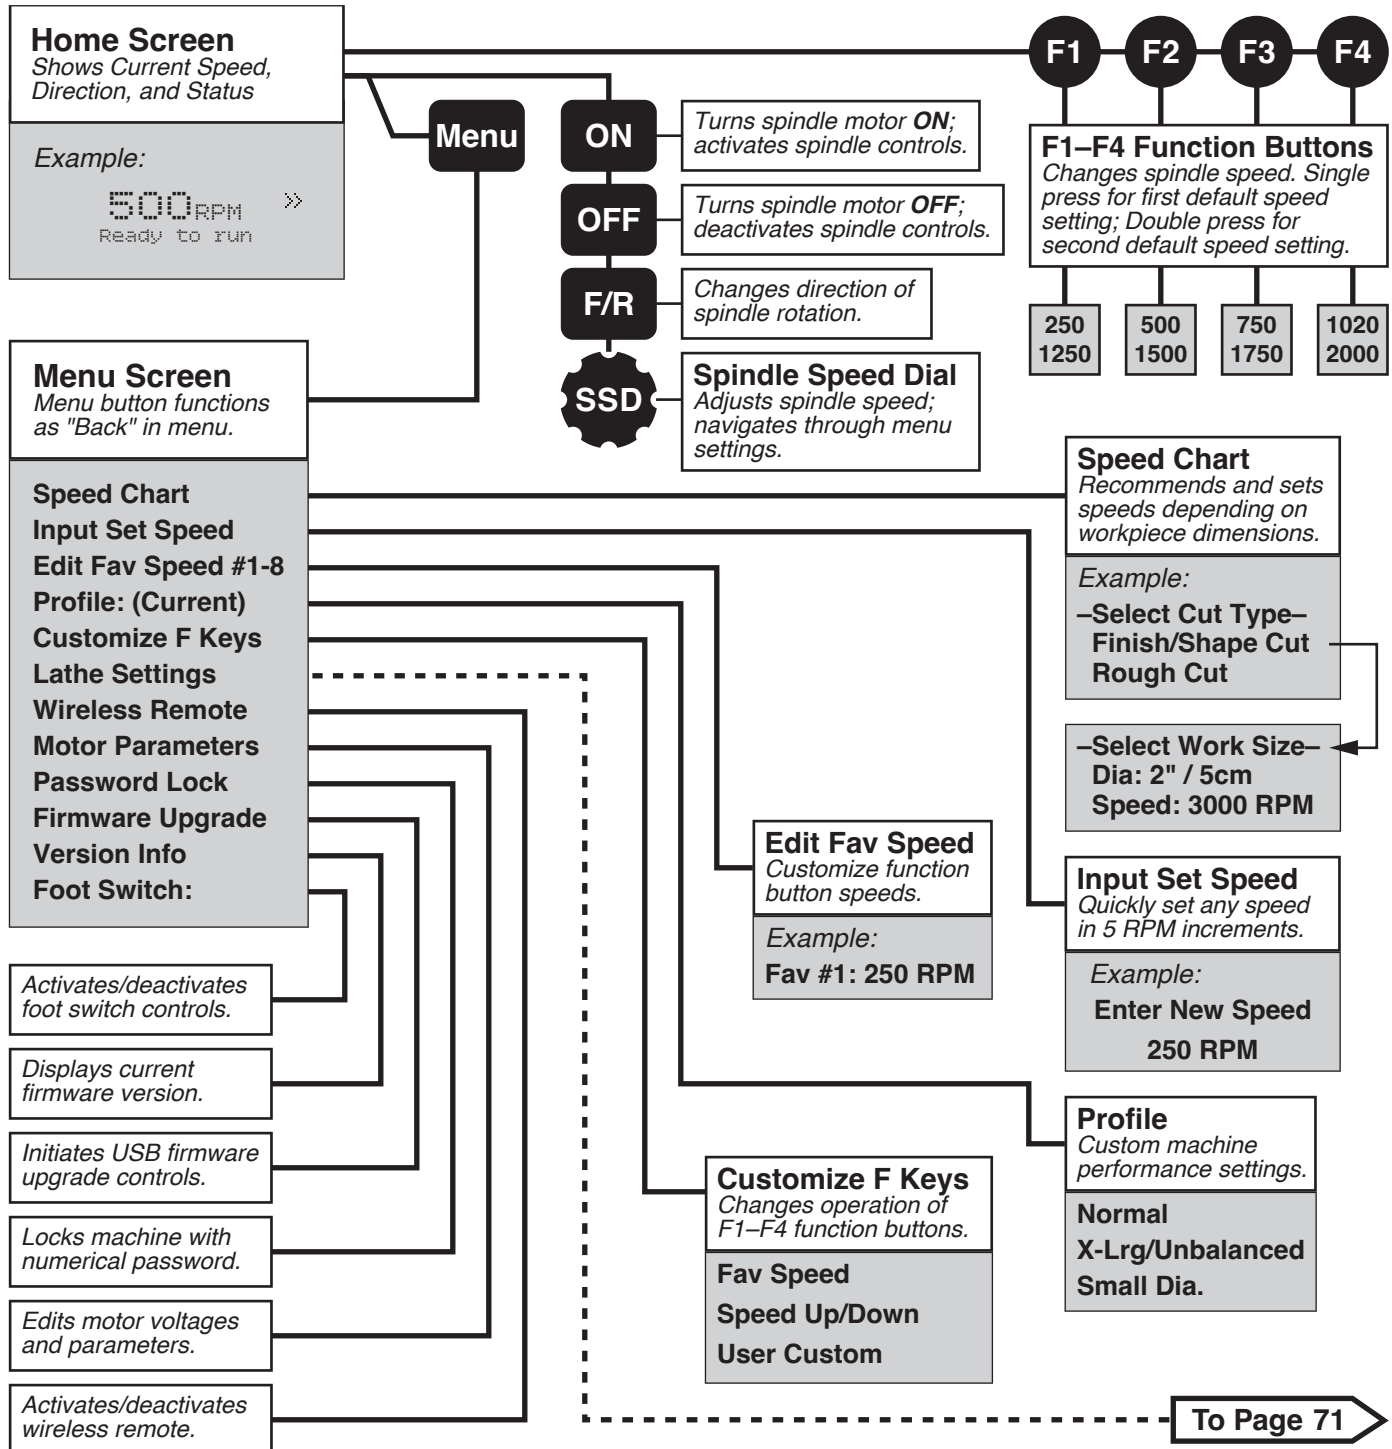 Home Screen
Shows Current Speed,
Direction, and Status
Example:
500RPM »
Ready to run
Menu
ON
Turns spindle motor ON;
activates spindle controls.
OFF
Turns spindle motor OFF;
deactivates spindle controls.
F/R
Changes direction of
spindle rotation.
SSD
Spindle Speed Dial
Adjusts spindle speed;
navigates through menu
settings.
F1 F2 F3 F4
F1–F4 Function Buttons
Changes spindle speed. Single
press for first default speed
setting; Double press for
second default speed setting.
250
1250
500
1500
750
1750
1020
2000
Menu Screen
Menu button functions
as "Back" in menu.
Speed Chart
Input Set Speed
Edit Fav Speed #1-8
Profile: (Current)
Customize F Keys
Lathe Settings
Wireless Remote
Motor Parameters
Password Lock
Firmware Upgrade
Version Info
Foot Switch:
Activates/deactivates
foot switch controls.
Displays current
firmware version.
Initiates USB firmware
upgrade controls.
Locks machine with
numerical password.
Edits motor voltages
and parameters.
Activates/deactivates
wireless remote.
Speed Chart
Recommends and sets
speeds depending on
workpiece dimensions.
Example:
–Select Cut Type–
Finish/Shape Cut
Rough Cut
–Select Work Size–
Dia: 2" / 5cm
Speed: 3000 RPM
Edit Fav Speed
Customize function
button speeds.
Example:
Fav #1: 250 RPM
Input Set Speed
Quickly set any speed
in 5 RPM increments.
Example:
Enter New Speed
250 RPM
Profile
Custom machine
performance settings.
Normal
X-Lrg/Unbalanced
Small Dia.
Customize F Keys
Changes operation of
F1–F4 function buttons.
Fav Speed
Speed Up/Down
User Custom
To Page 71